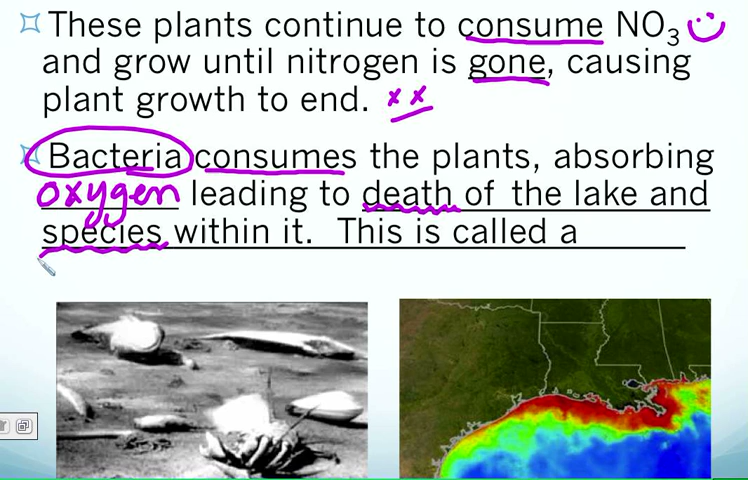 These plants continue to consume NO₃
and grow until nitrogen is gone, causing
plant growth to end. x x
Bacteria consumes the plants, absorbing
oxygen leading to death of the lake and
species within it. This is called a